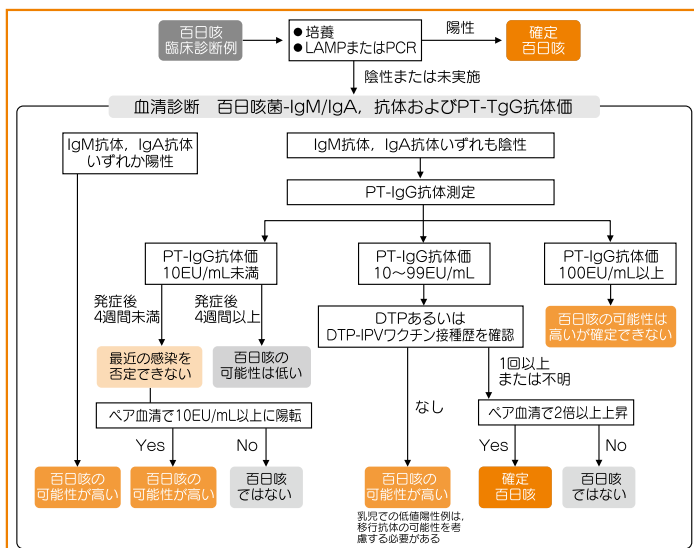 百日咳
臨床診断例
● 培養
● LAMPまたはPCR
陽性
確定
百日咳
陰性または未実施
血清診断　百日咳菌-IgM/IgA，抗体およびPT-TgG抗体価
IgM抗体，IgA抗体
いずれか陽性
IgM抗体，IgA抗体いずれも陰性
PT-IgG抗体測定
PT-IgG抗体価
10EU/mL未満
PT-IgG抗体価
10〜99EU/mL
PT-IgG抗体価
100EU/mL以上
発症後
4週間未満
発症後
4週間以上
DTPあるいは
DTP-IPVワクチン接種歴を確認
百日咳の可能性は
高いが確定できない
最近の感染を
否定できない
百日咳の
可能性は低い
1回以上
または不明
なし
ペア血清で10EU/mL以上に陽転
ペア血清で2倍以上上昇
Yes
No
Yes
No
百日咳の
可能性が高い
百日咳の
可能性が高い
百日咳
ではない
百日咳の
可能性が高い
確定
百日咳
百日咳
ではない
乳児での低値陽性例は，
移行抗体の可能性を考
慮する必要がある